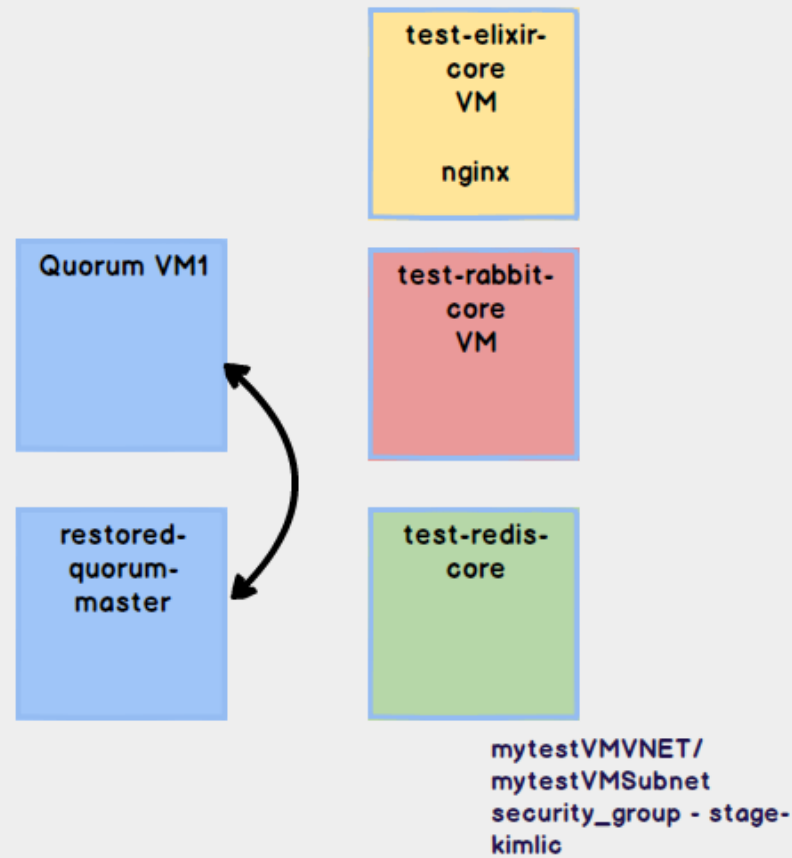 test-elixir-
core
VM
nginx
Quorum VM1
test-rabbit-
core
VM
restored-
quorum-
master
test-redis-
core
mytestVMVNET/
mytestVMSubnet
security_group - stage-
kimlic